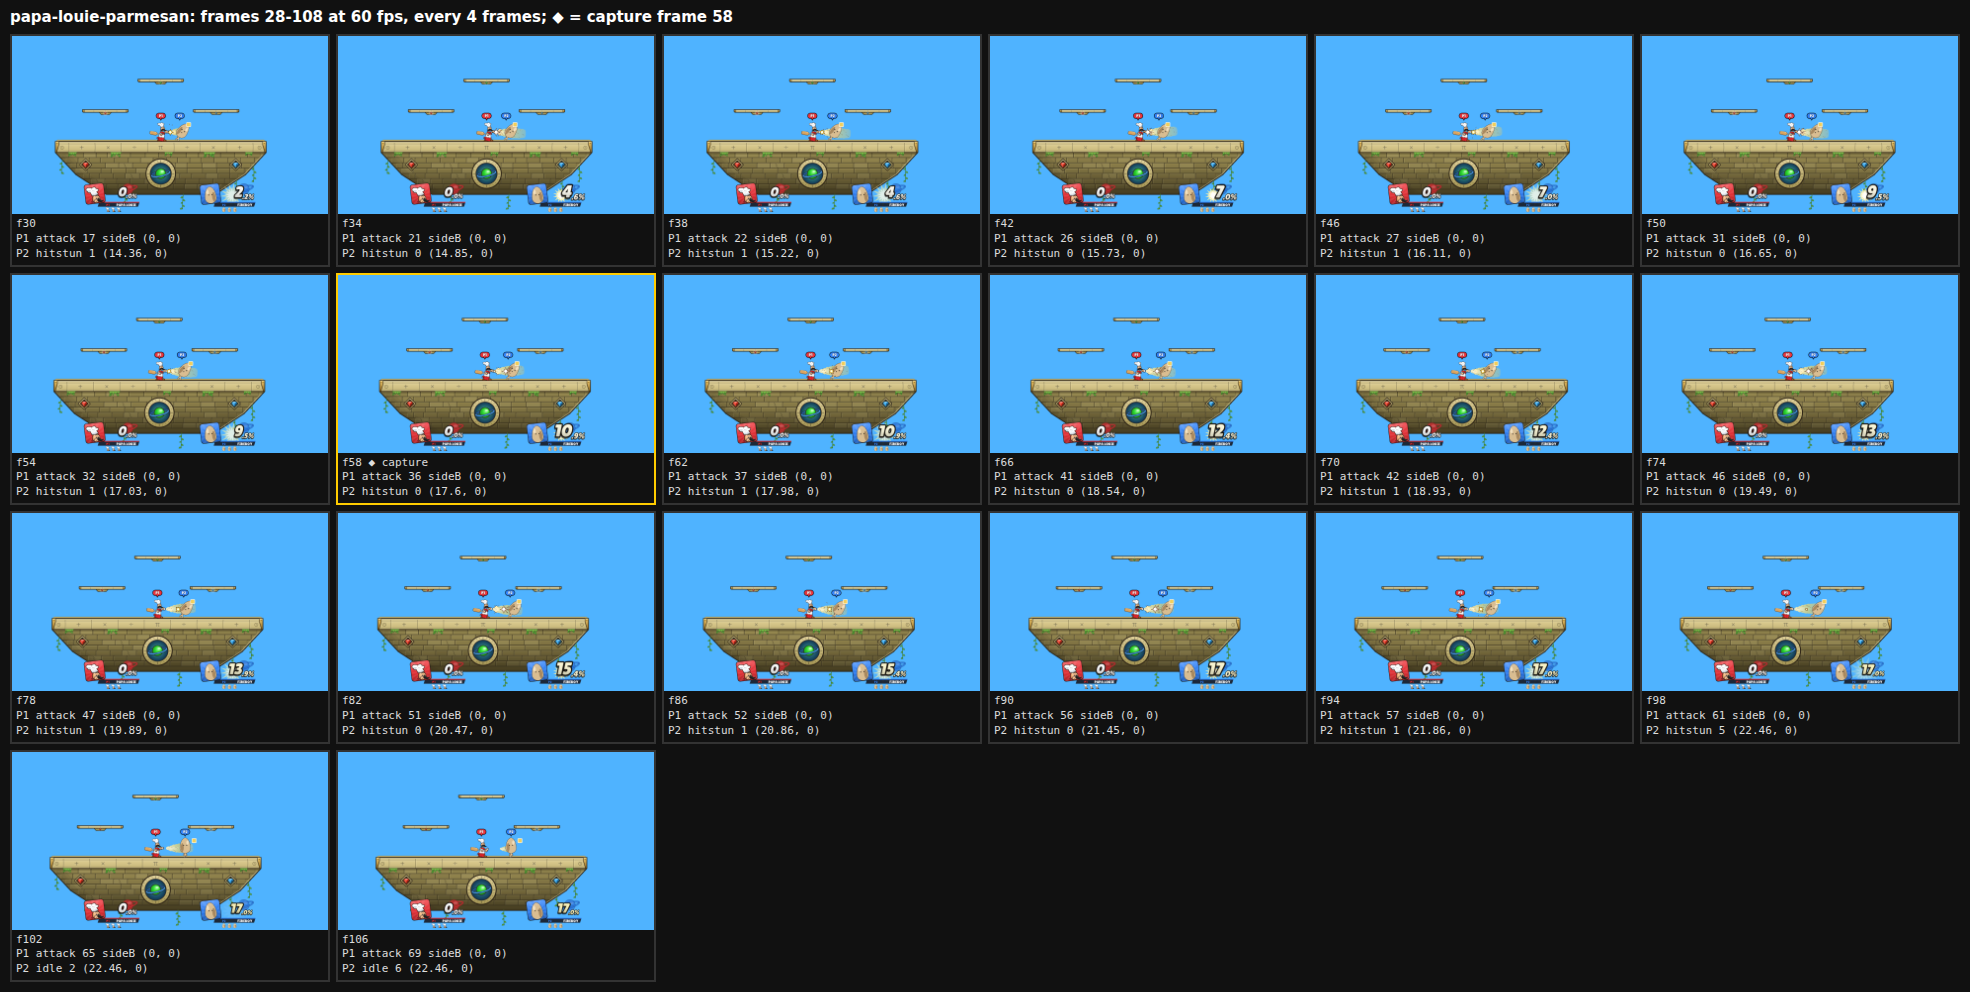 papa-louie-parmesan: frames 28-108 at 60 fps, every 4 frames; ◆ = capture frame 58
f30
P1 attack 17 sideB (0, 0)
P2 hitstun 1 (14.36, 0)
f34
P1 attack 21 sideB (0, 0)
P2 hitstun 0 (14.85, 0)
f38
P1 attack 22 sideB (0, 0)
P2 hitstun 1 (15.22, 0)
f42
P1 attack 26 sideB (0, 0)
P2 hitstun 0 (15.73, 0)
f46
P1 attack 27 sideB (0, 0)
P2 hitstun 1 (16.11, 0)
f50
P1 attack 31 sideB (0, 0)
P2 hitstun 0 (16.65, 0)
f54
P1 attack 32 sideB (0, 0)
P2 hitstun 1 (17.03, 0)
f58 ◆ capture
P1 attack 36 sideB (0, 0)
P2 hitstun 0 (17.6, 0)
f62
P1 attack 37 sideB (0, 0)
P2 hitstun 1 (17.98, 0)
f66
P1 attack 41 sideB (0, 0)
P2 hitstun 0 (18.54, 0)
f70
P1 attack 42 sideB (0, 0)
P2 hitstun 1 (18.93, 0)
f74
P1 attack 46 sideB (0, 0)
P2 hitstun 0 (19.49, 0)
f78
P1 attack 47 sideB (0, 0)
P2 hitstun 1 (19.89, 0)
f82
P1 attack 51 sideB (0, 0)
P2 hitstun 0 (20.47, 0)
f86
P1 attack 52 sideB (0, 0)
P2 hitstun 1 (20.86, 0)
f90
P1 attack 56 sideB (0, 0)
P2 hitstun 0 (21.45, 0)
f94
P1 attack 57 sideB (0, 0)
P2 hitstun 1 (21.86, 0)
f98
P1 attack 61 sideB (0, 0)
P2 hitstun 5 (22.46, 0)
f102
P1 attack 65 sideB (0, 0)
P2 idle 2 (22.46, 0)
f106
P1 attack 69 sideB (0, 0)
P2 idle 6 (22.46, 0)